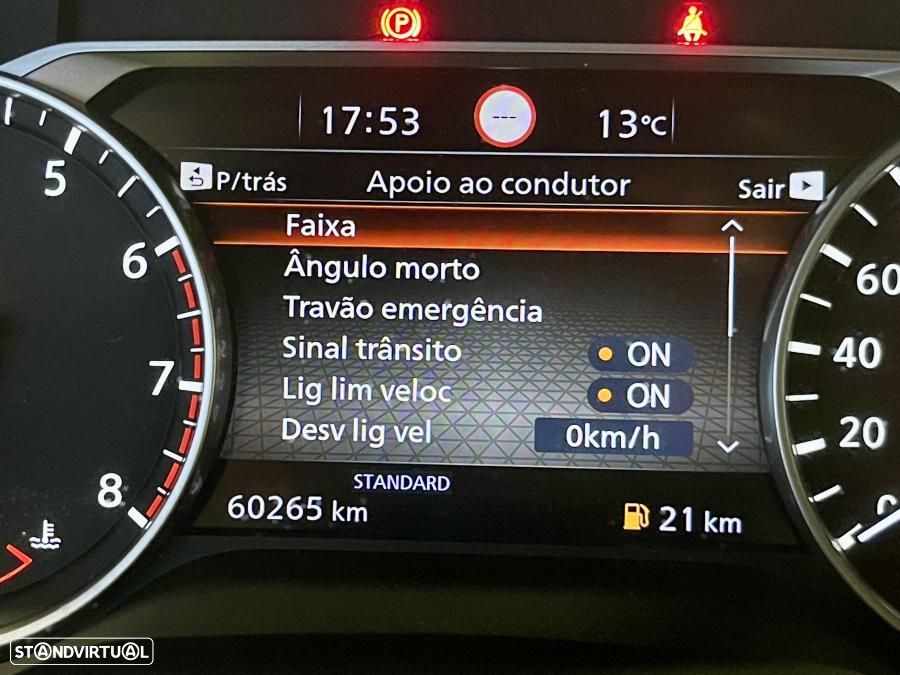 P
17:53 --- 13°C
P/trás Apoio ao condutor Sair
Faixa
Ângulo morto
Travão emergência
Sinal trânsito ON
Lig lim veloc ON
Desv lig vel 0km/h
STANDARD
60265 km 21 km
5
6
7
8
60
40
20
0
STANDVIRTUAL